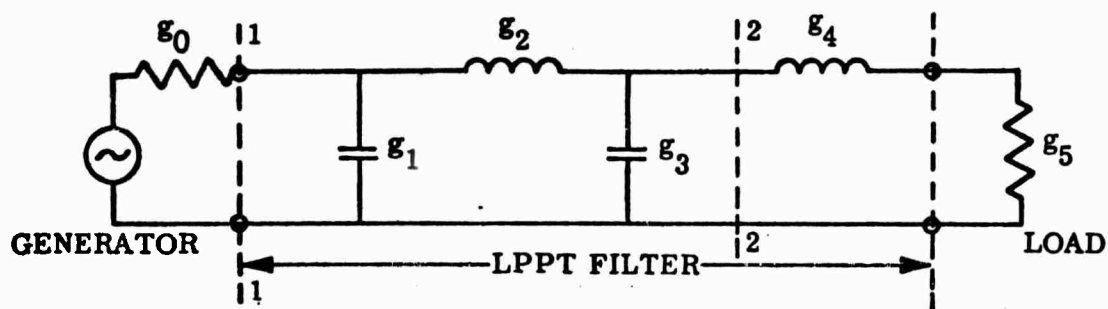 g0 1 g2 2 g4
g1 g3 g5
GENERATOR 2 LOAD
LPPT FILTER
1